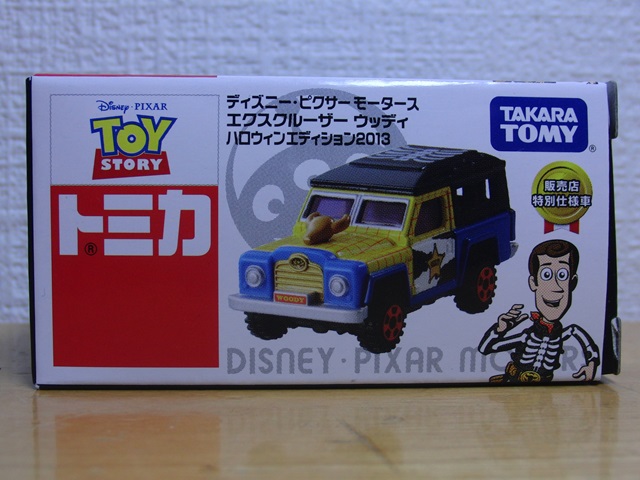 Disney · PIXAR
TOY
STORY
トミカ
®
ディズニー・ピクサー モータース
エクスクルーザー ウッディ
ハロウィンエディション2013
TAKARA
TOMY
®
販売店
特別仕様車
WOODY
DISNEY · PIXAR MOTOR